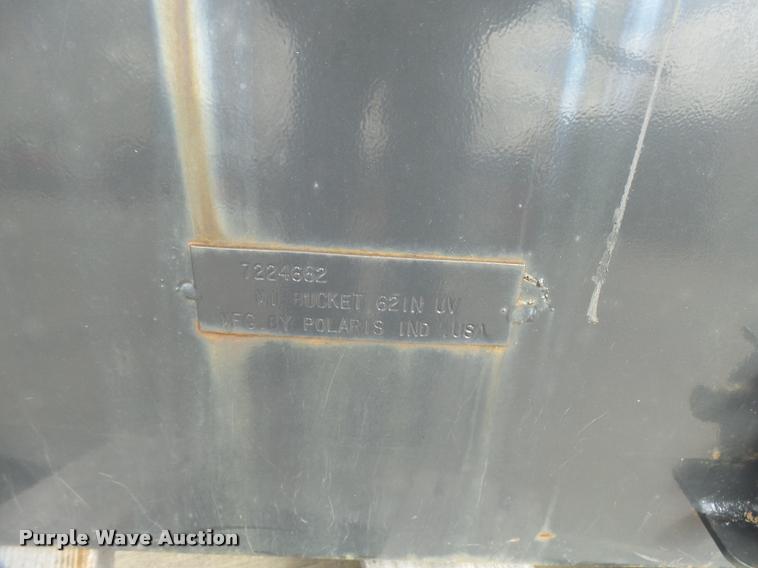 7224662
MU BUCKET 62IN UV
MFG BY POLARIS IND.USA
Purple Wave Auction